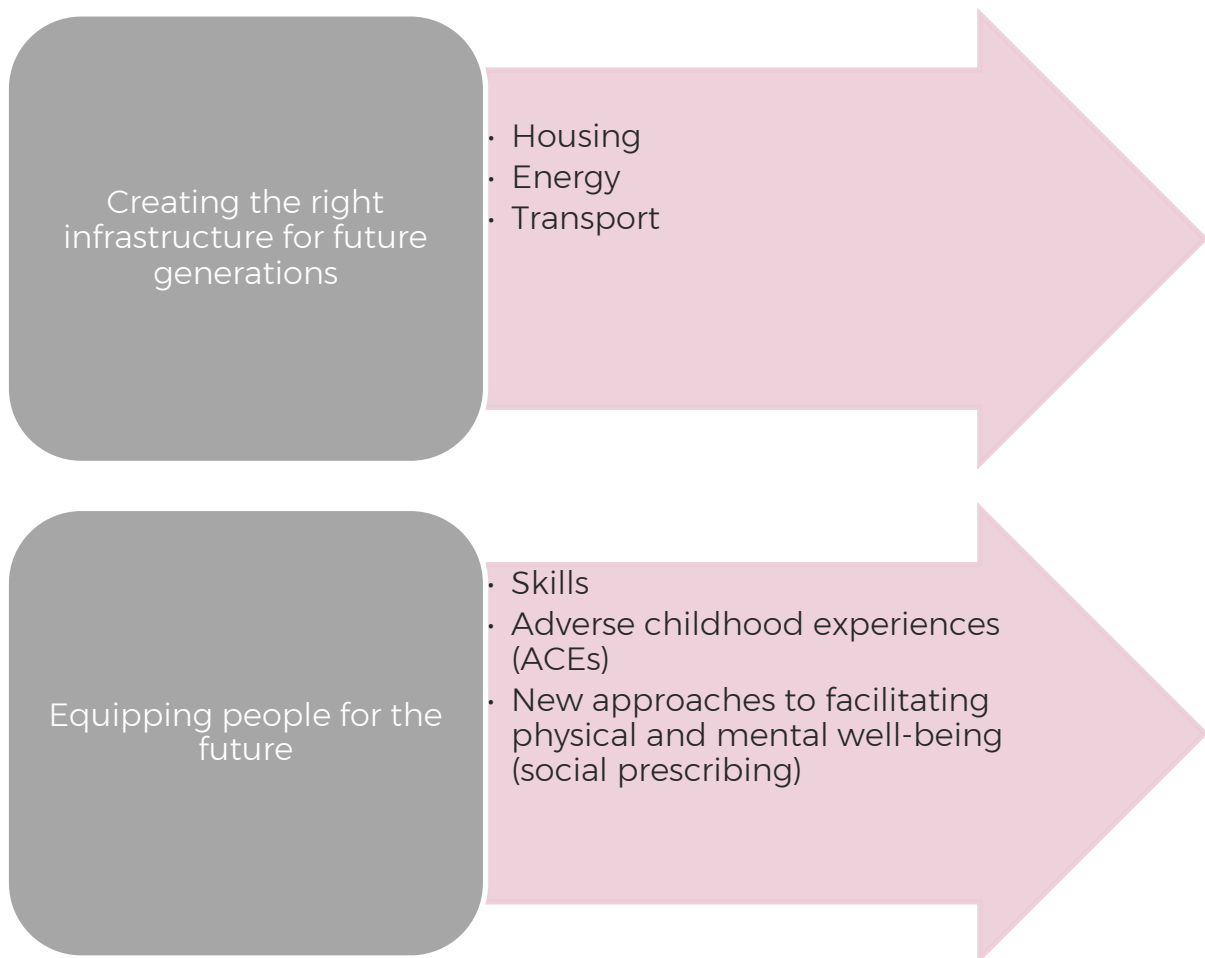 Creating the right
infrastructure for future
generations
• Housing
• Energy
• Transport
Equipping people for the
future
• Skills
• Adverse childhood experiences
(ACEs)
• New approaches to facilitating
physical and mental well-being
(social prescribing)